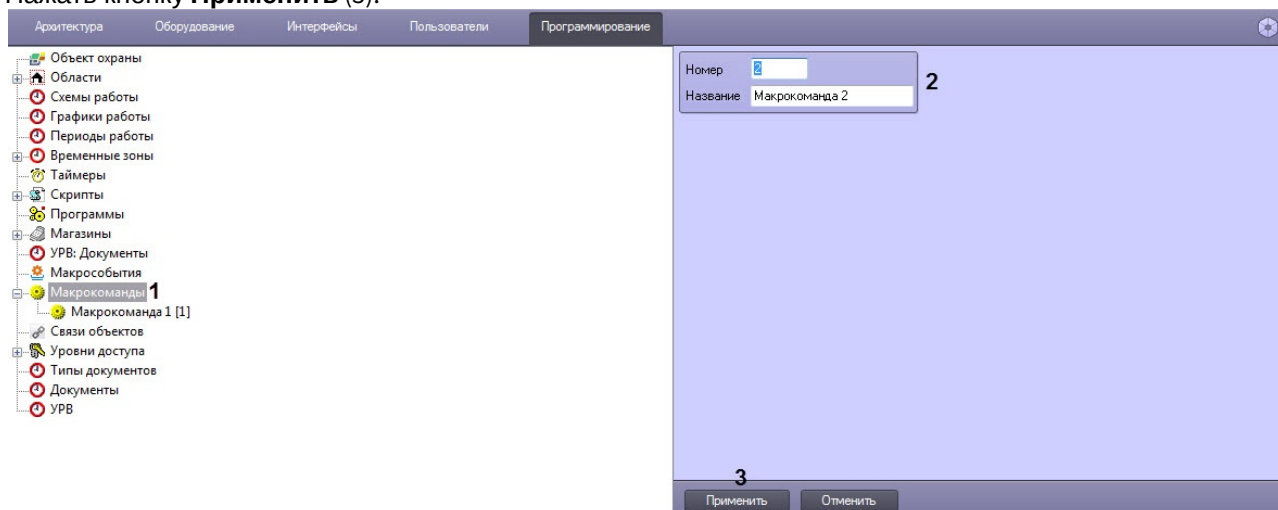 Нажать кнопку Применить (3).
Архитектура Оборудование Интерфейсы Пользователи Программирование
Объект охраны
Области
Схемы работы
Графики работы
Периоды работы
Временные зоны
Таймеры
Скрипты
Программы
Магазины
УРВ: Документы
Макрособытия
Макрокоманды 1
Макрокоманда 1 [1]
Связи объектов
Уровни доступа
Типы документов
Документы
УРВ
Номер 2
Название Макрокоманда 2
2
3
Применить Отменить